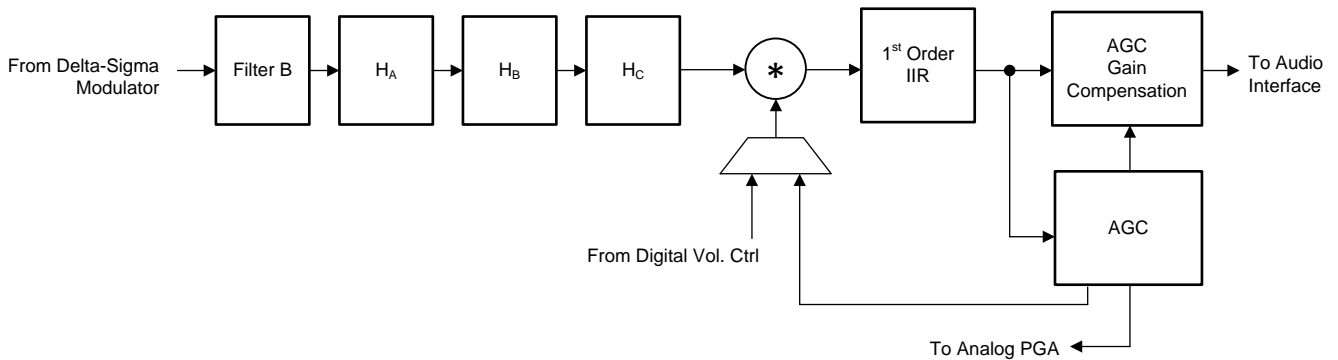 From Delta-Sigma
Modulator
Filter B
HA
HB
HC
*
1st Order
IIR
AGC
Gain
Compensation
To Audio
Interface
AGC
From Digital Vol. Ctrl
To Analog PGA